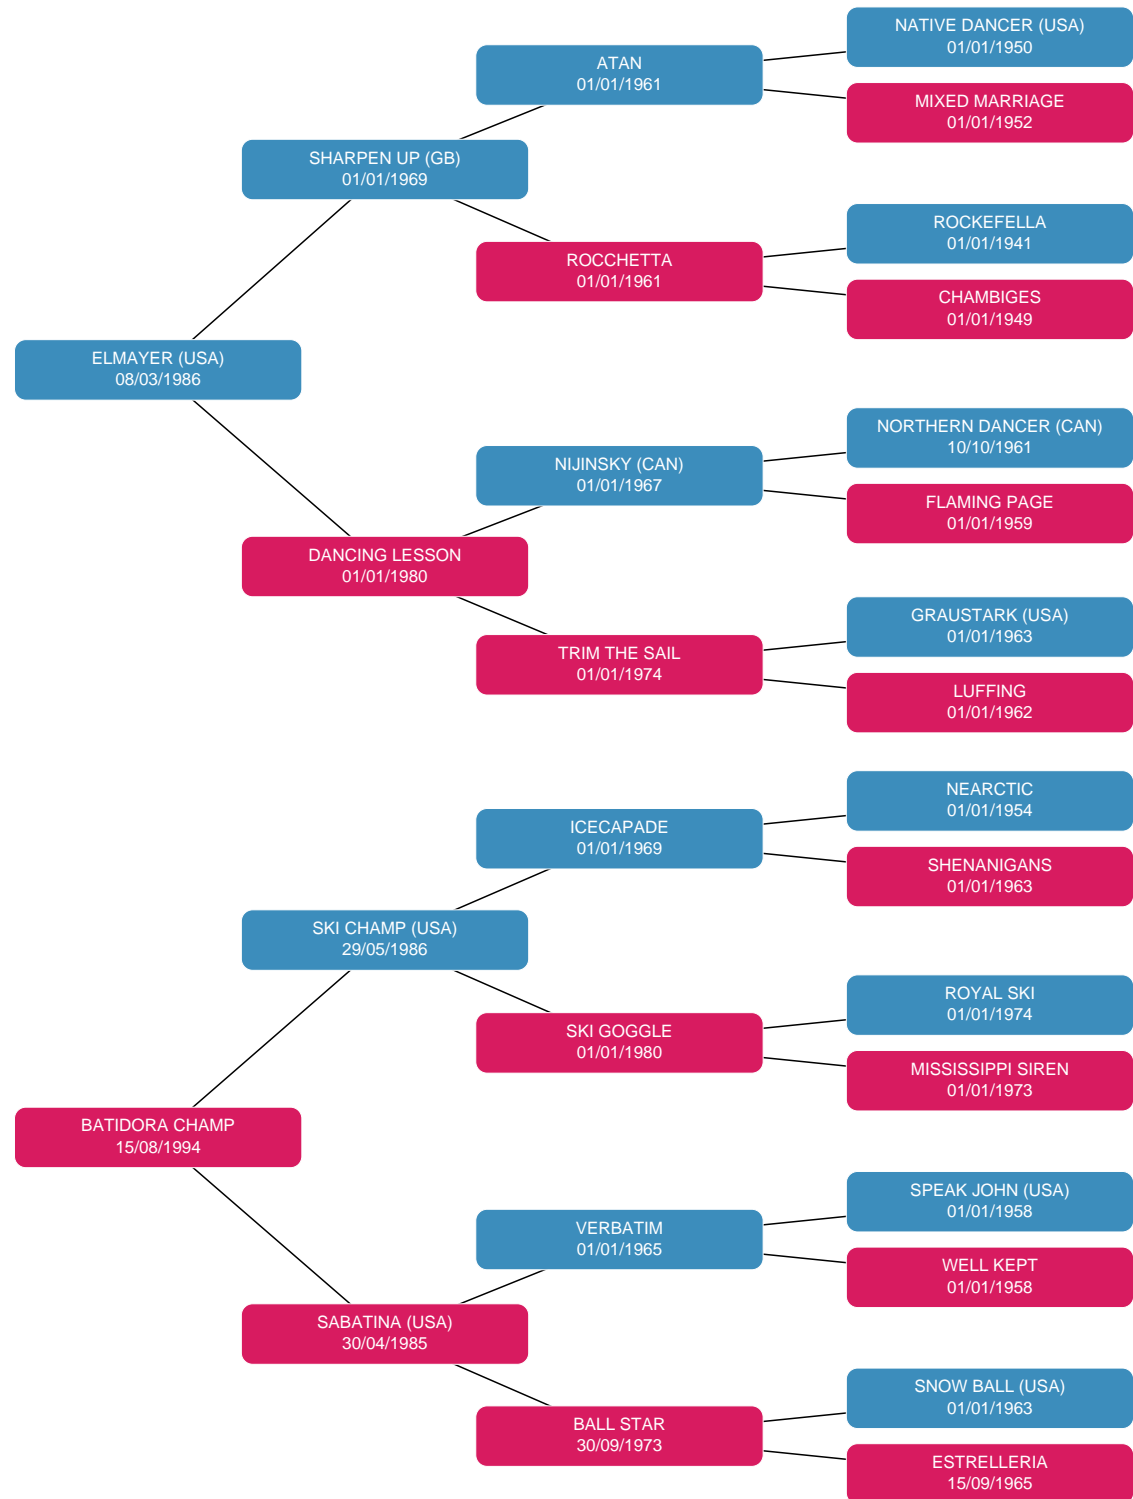 NATIVE DANCER (USA)
01/01/1950
ATAN
01/01/1961
MIXED MARRIAGE
01/01/1952
SHARPEN UP (GB)
01/01/1969
ROCKEFELLA
01/01/1941
ROCCHETTA
01/01/1961
CHAMBIGES
01/01/1949
ELMAYER (USA)
08/03/1986
NORTHERN DANCER (CAN)
10/10/1961
NIJINSKY (CAN)
01/01/1967
FLAMING PAGE
01/01/1959
DANCING LESSON
01/01/1980
GRAUSTARK (USA)
01/01/1963
TRIM THE SAIL
01/01/1974
LUFFING
01/01/1962
NEARCTIC
01/01/1954
ICECAPADE
01/01/1969
SHENANIGANS
01/01/1963
SKI CHAMP (USA)
29/05/1986
ROYAL SKI
01/01/1974
SKI GOGGLE
01/01/1980
MISSISSIPPI SIREN
01/01/1973
BATIDORA CHAMP
15/08/1994
SPEAK JOHN (USA)
01/01/1958
VERBATIM
01/01/1965
WELL KEPT
01/01/1958
SABATINA (USA)
30/04/1985
SNOW BALL (USA)
01/01/1963
BALL STAR
30/09/1973
ESTRELLERIA
15/09/1965